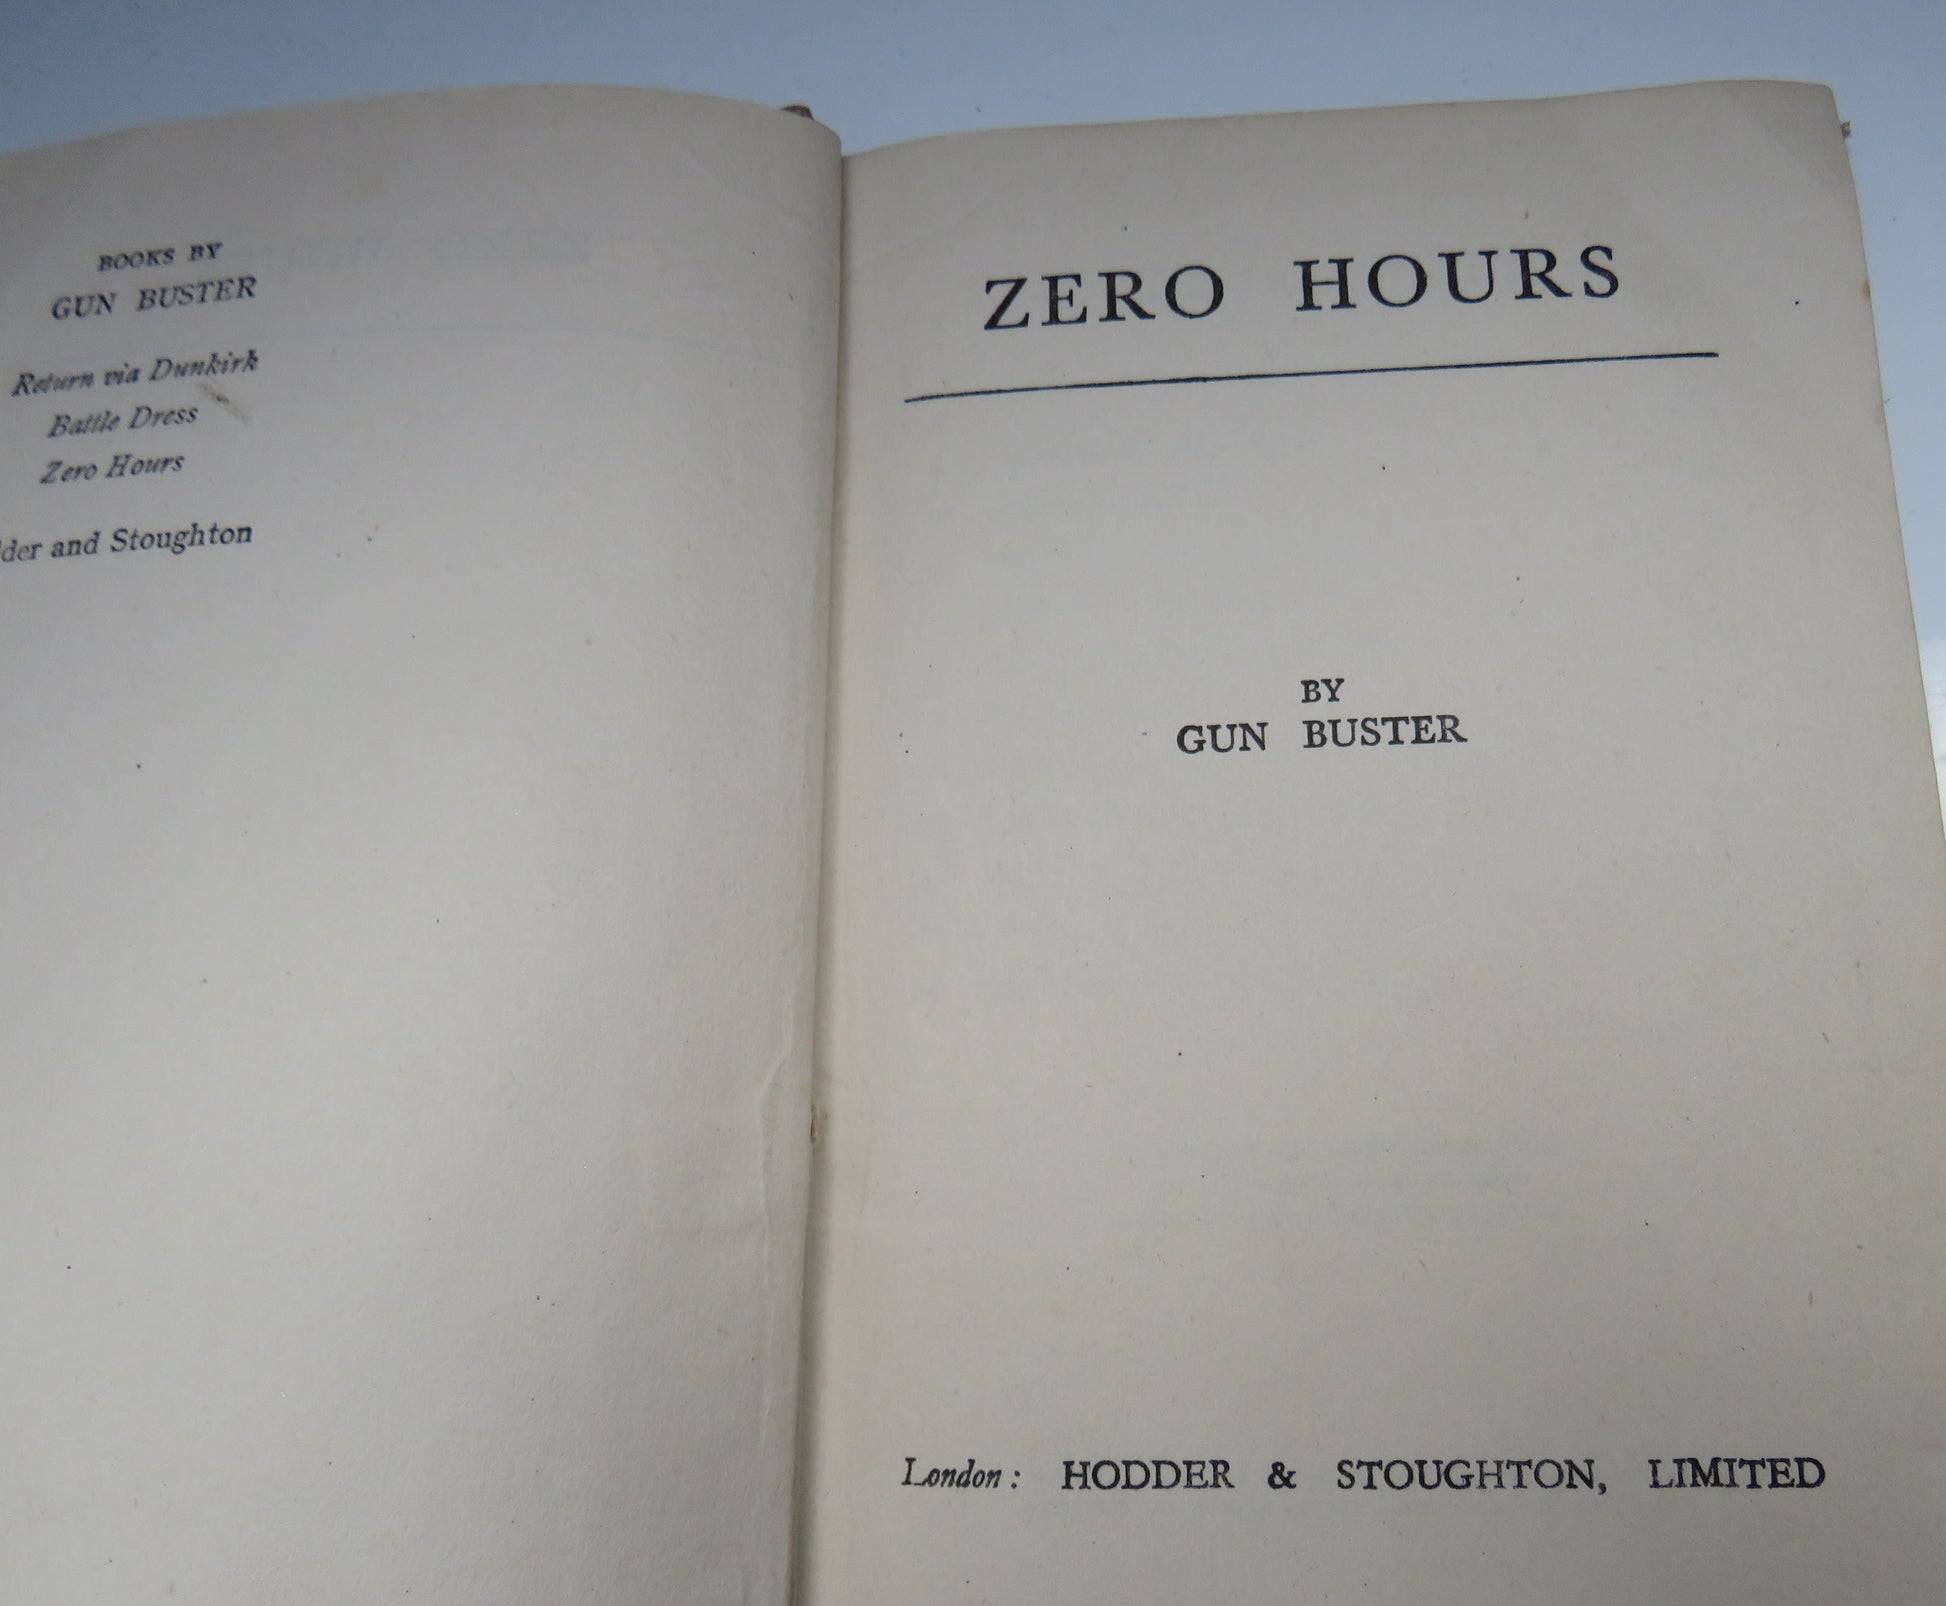 BOOKS BY
GUN BUSTER
Return via Dunkirk
Battle Dress
Zero Hours
dder and Stoughton
ZERO HOURS
BY
GUN BUSTER
London: HODDER & STOUGHTON, LIMITED